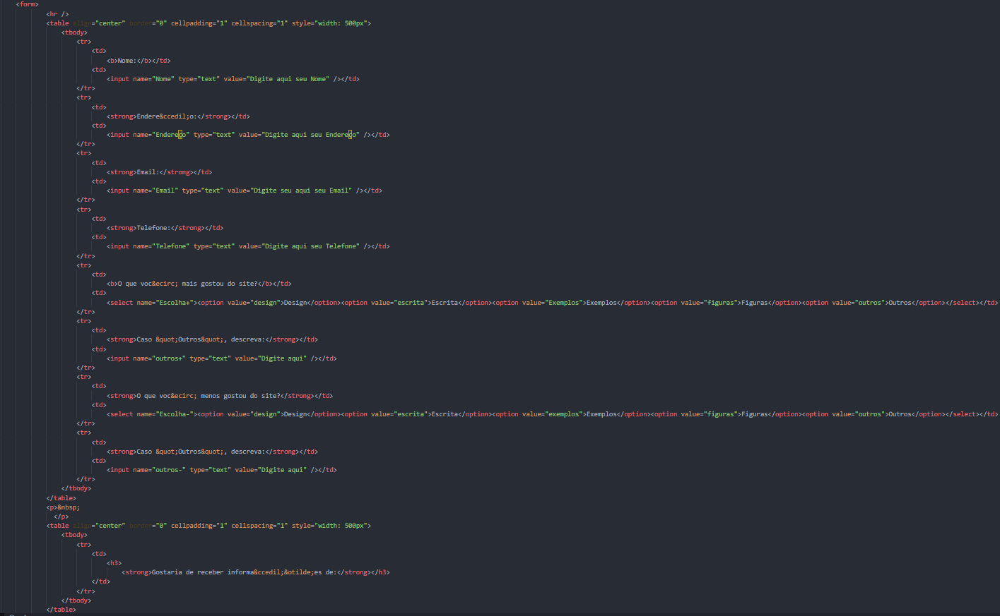 <form>
<hr />
<table align="center" border="0" cellpadding="1" cellspacing="1" style="width: 500px">
<tbody>
<tr>
<td>
<b>Nome:</b></td>
<td>
<input name="Nome" type="text" value="Digite aqui seu Nome" /></td>
</tr>
<tr>
<td>
<strong>Endere&ccedil;o:</strong></td>
<td>
<input name="Endereço" type="text" value="Digite aqui seu Endereço" /></td>
</tr>
<tr>
<td>
<strong>Email:</strong></td>
<td>
<input name="Email" type="text" value="Digite seu aqui seu Email" /></td>
</tr>
<tr>
<td>
<strong>Telefone:</strong></td>
<td>
<input name="Telefone" type="text" value="Digite aqui seu Telefone" /></td>
</tr>
<tr>
<td>
<b>O que voc&ecirc; mais gostou do site?</b></td>
<td>
<select name="Escolha+"><option value="design">Design</option><option value="escrita">Escrita</option><option value="Exemplos">Exemplos</option><option value="figuras">Figuras</option><option value="outros">Outros</option></select></td>
</tr>
<tr>
<td>
<strong>Caso &quot;Outros&quot;, descreva:</strong></td>
<td>
<input name="outros+" type="text" value="Digite aqui" /></td>
</tr>
<tr>
<td>
<strong>O que voc&ecirc; menos gostou do site?</strong></td>
<td>
<select name="Escolha-"><option value="design">Design</option><option value="escrita">Escrita</option><option value="exemplos">Exemplos</option><option value="figuras">Figuras</option><option value="outros">Outros</option></select></td>
</tr>
<tr>
<td>
<strong>Caso &quot;Outros&quot;, descreva:</strong></td>
<td>
<input name="outros-" type="text" value="Digite aqui" /></td>
</tr>
</tbody>
</table>
<p>&nbsp;
</p>
<table align="center" border="0" cellpadding="1" cellspacing="1" style="width: 500px">
<tbody>
<tr>
<td>
<h3>
<strong>Gostaria de receber informa&ccedil;&otilde;es de:</strong></h3>
</td>
</tr>
</tbody>
</table>